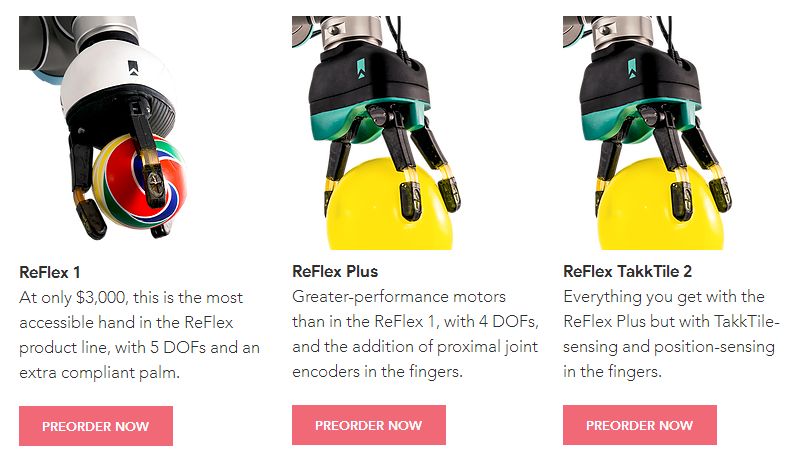 ReFlex 1
At only $3,000, this is the most
accessible hand in the ReFlex
product line, with 5 DOFs and an
extra compliant palm.
PREORDER NOW
ReFlex Plus
Greater-performance motors
than in the ReFlex 1, with 4 DOFs,
and the addition of proximal joint
encoders in the fingers.
PREORDER NOW
ReFlex TakkTile 2
Everything you get with the
ReFlex Plus but with TakkTile-
sensing and position-sensing
in the fingers.
PREORDER NOW